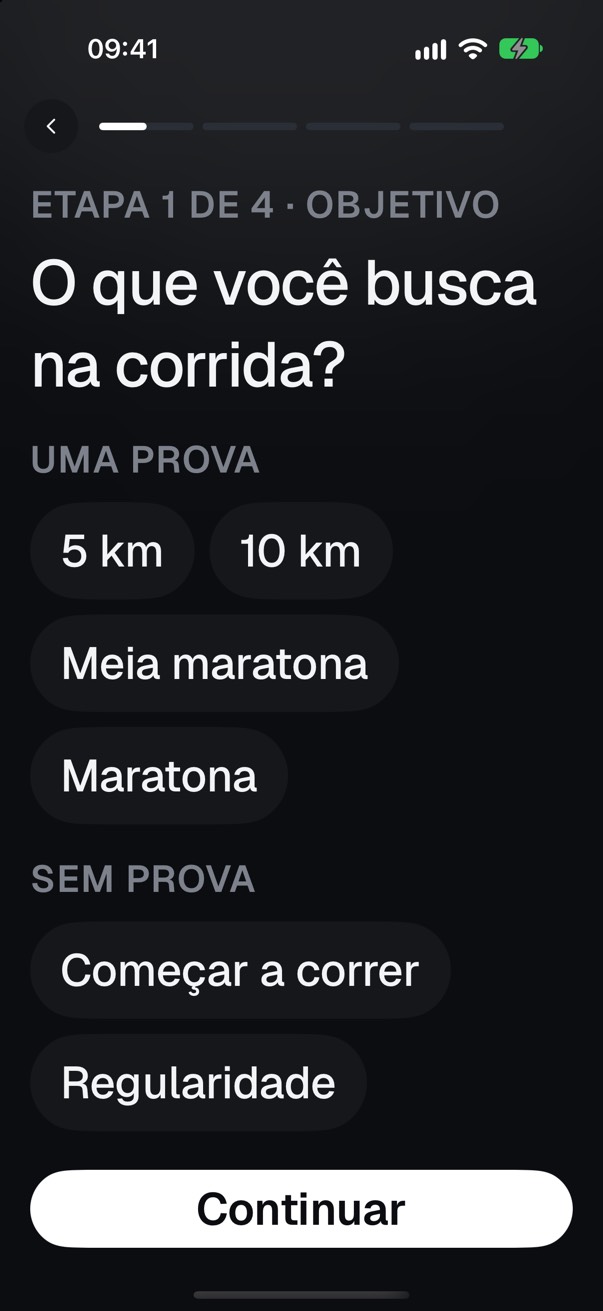 09:41
ETAPA 1 DE 4 · OBJETIVO
O que você busca
na corrida?
UMA PROVA
5 km
10 km
Meia maratona
Maratona
SEM PROVA
Começar a correr
Regularidade
Continuar